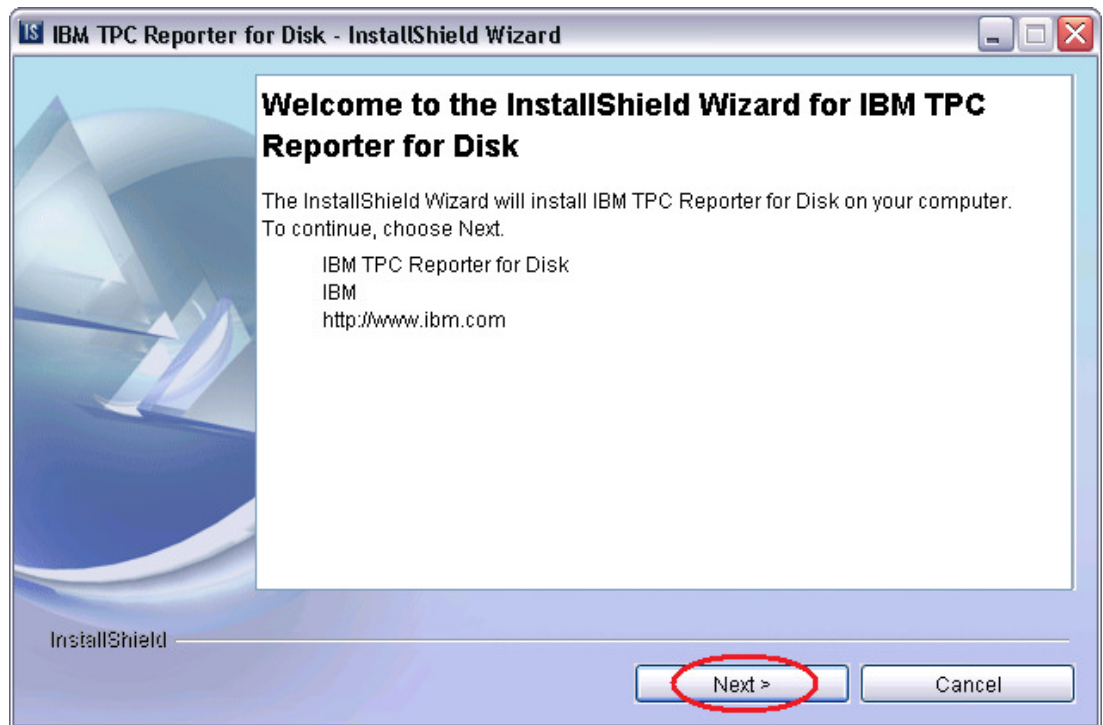 IS IBM TPC Reporter for Disk - InstallShield Wizard
Welcome to the InstallShield Wizard for IBM TPC
Reporter for Disk
The InstallShield Wizard will install IBM TPC Reporter for Disk on your computer.
To continue, choose Next.
IBM TPC Reporter for Disk
IBM
http://www.ibm.com
InstallShield
Next >
Cancel